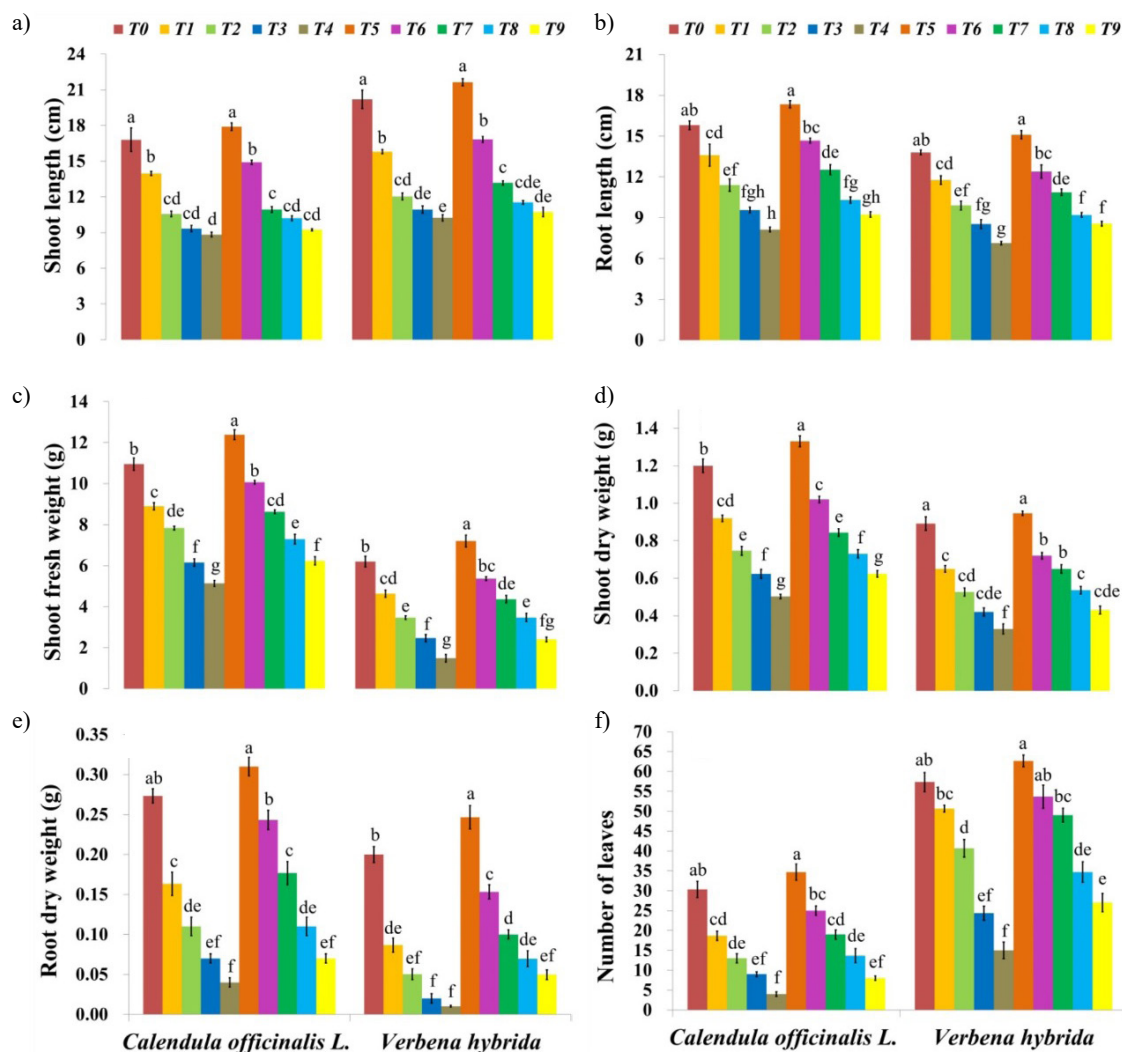 a)
T0 T1 T2 T3 T4 T5 T6 T7 T8 T9
Shoot length (cm)
24
21
18
15
12
9
6
3
0
a b cd cd d a b c cd cd
a b cd de e a b c cde de
b)
T0 T1 T2 T3 T4 T5 T6 T7 T8 T9
Root length (cm)
21
18
15
12
9
6
3
0
ab cd ef fgh h a bc de fg gh
ab cd ef fg g a bc de f f
c)
Shoot fresh weight (g)
14
12
10
8
6
4
2
0
b c de f g a b cd e f
b cd e f g a bc de e fg
d)
Shoot dry weight (g)
1.4
1.2
1.0
0.8
0.6
0.4
0.2
0.0
b cd e f g a c e f g
a c cd cde f a b b c cde
e)
Root dry weight (g)
0.35
0.30
0.25
0.20
0.15
0.10
0.05
0.00
ab c de ef f a b c de ef
b de ef f f a c d de ef
Calendula officinalis L. Verbena hybrida
f)
Number of leaves
70
65
60
55
50
45
40
35
30
25
20
15
10
5
0
ab cd de ef f a bc cd de ef
ab bc d ef f a ab bc de e
Calendula officinalis L. Verbena hybrida